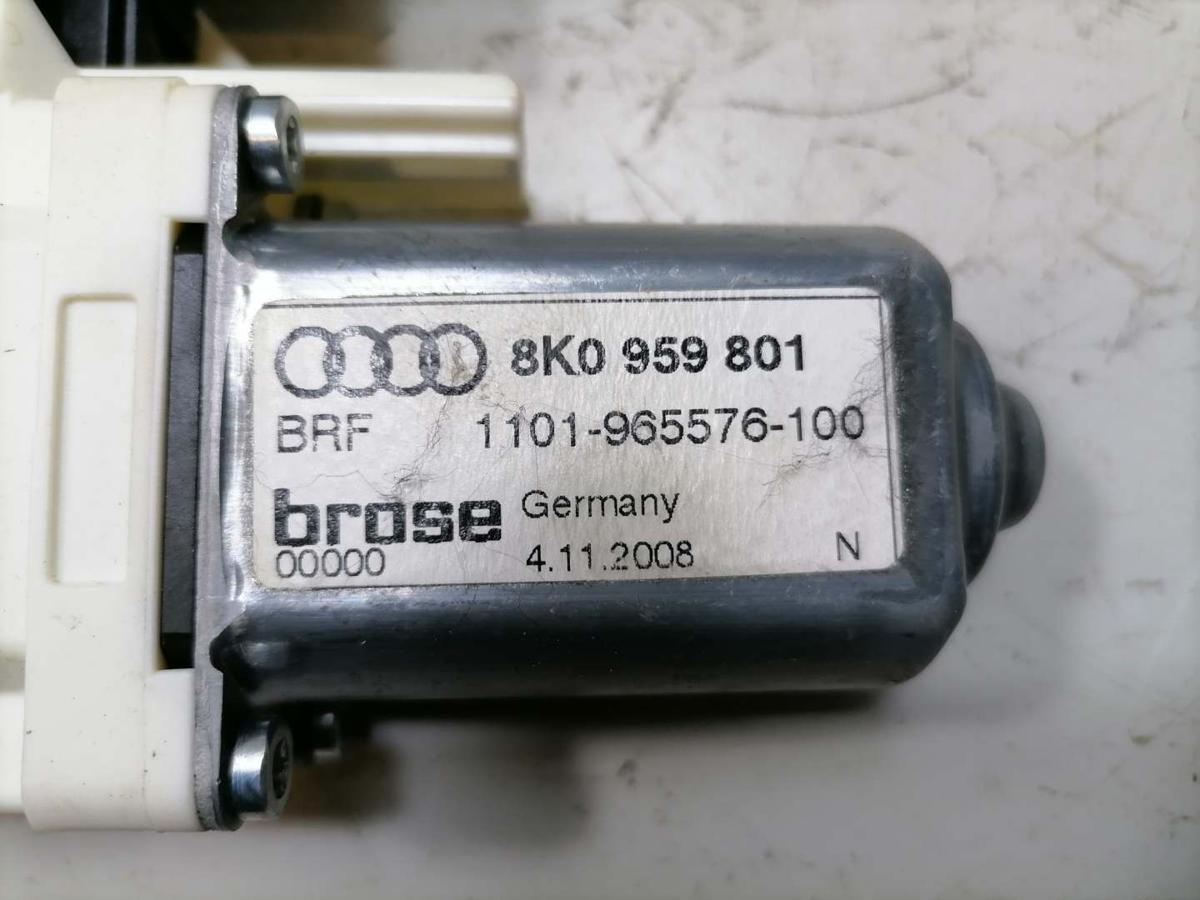 8K0 959 801
BRF 1101-965576-100
brose Germany
00000 4.11.2008 N